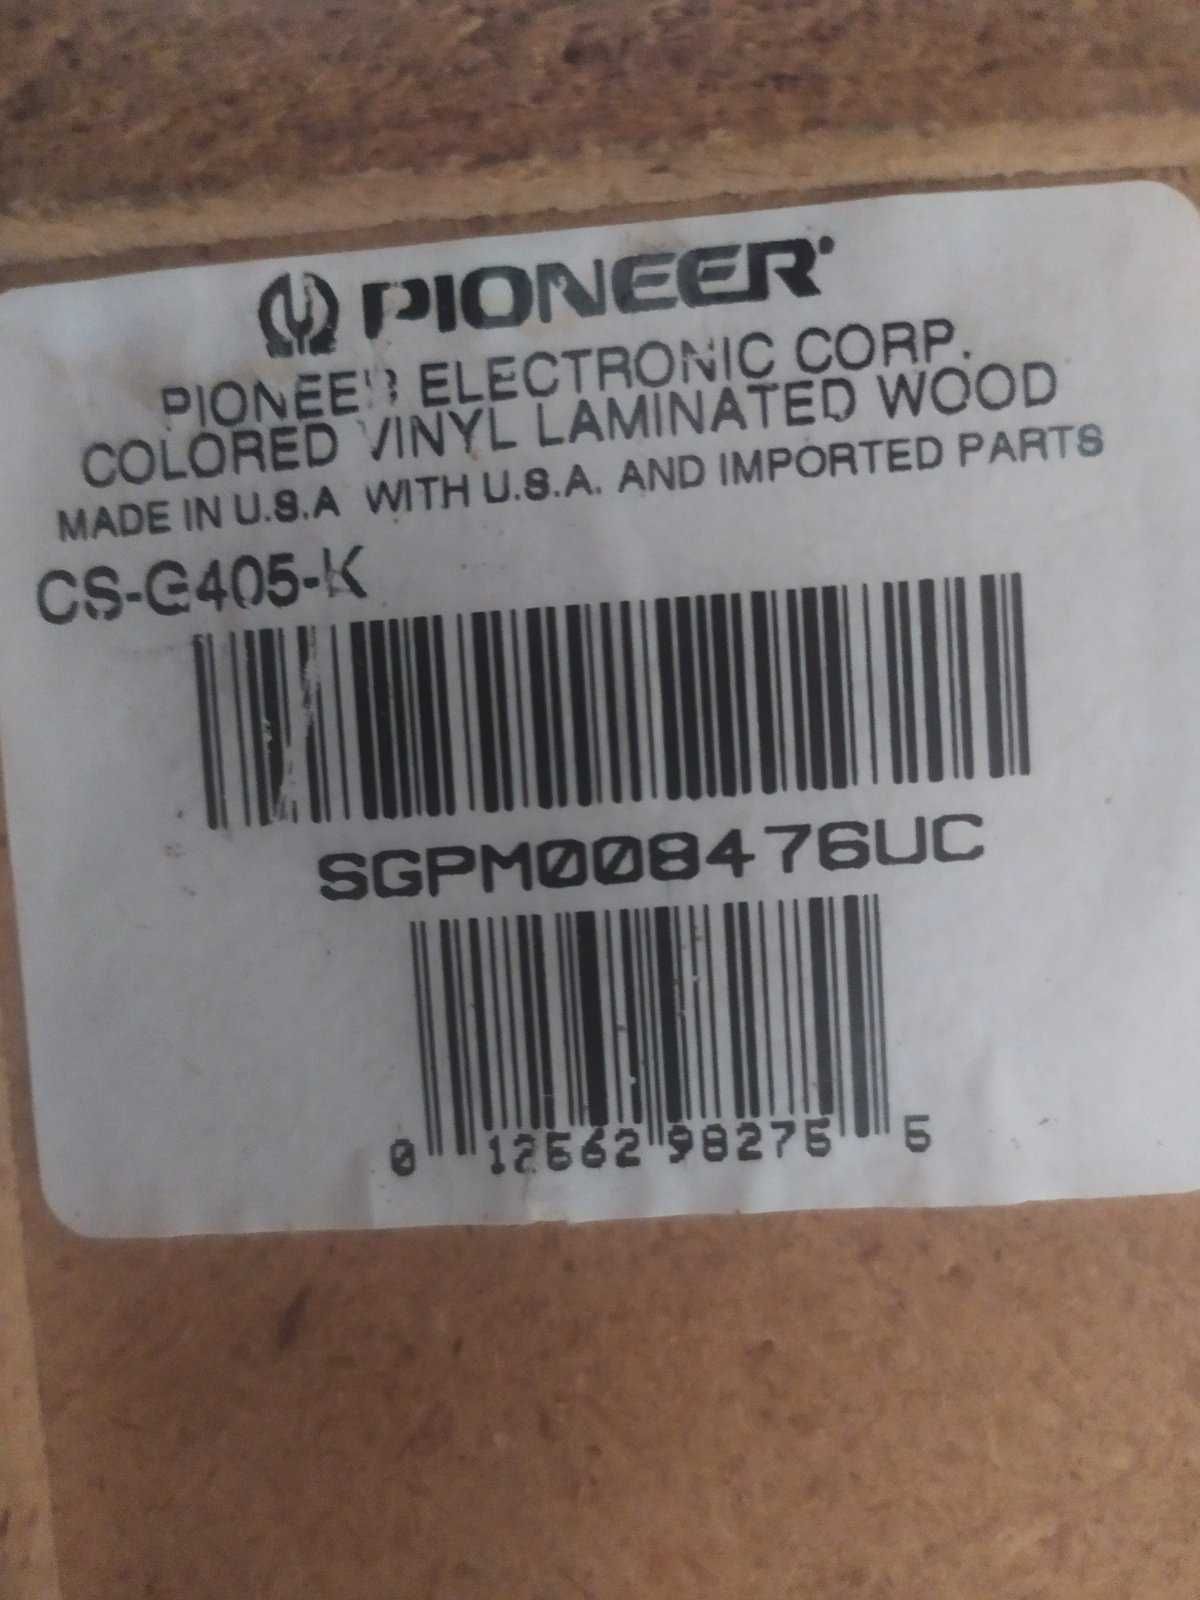 PIONEER
PIONEER ELECTRONIC CORP.
COLORED VINYL LAMINATED WOOD
MADE IN U.S.A WITH U.S.A. AND IMPORTED PARTS
CS-G405-K
SGPM008476UC
0 12562 98275 5